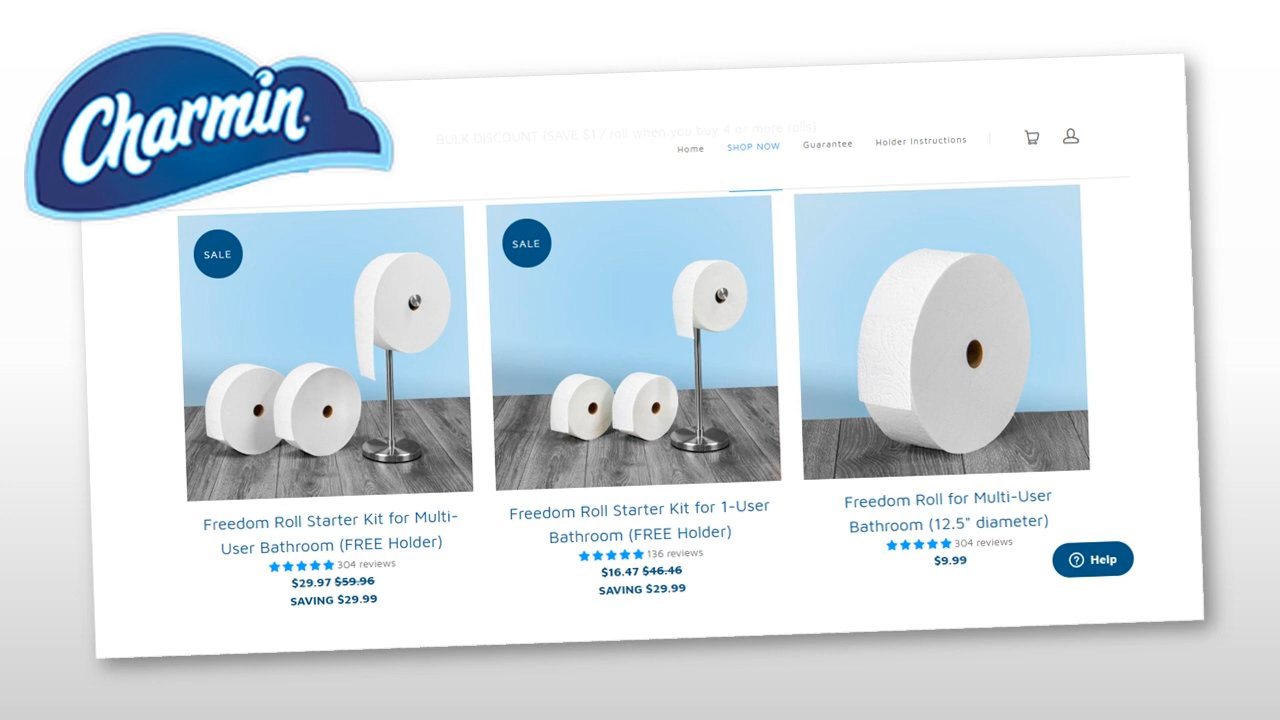 Charmin
BULK DISCOUNT (SAVE $1 / roll when you buy 4 or more rolls)
Home SHOP NOW Guarantee Holder Instructions
SALE
SALE
Freedom Roll Starter Kit for Multi-
User Bathroom (FREE Holder)
304 reviews
$29.97 $59.96
SAVING $29.99
Freedom Roll Starter Kit for 1-User
Bathroom (FREE Holder)
136 reviews
$16.47 $46.46
SAVING $29.99
Freedom Roll for Multi-User
Bathroom (12.5" diameter)
304 reviews
$9.99
Help